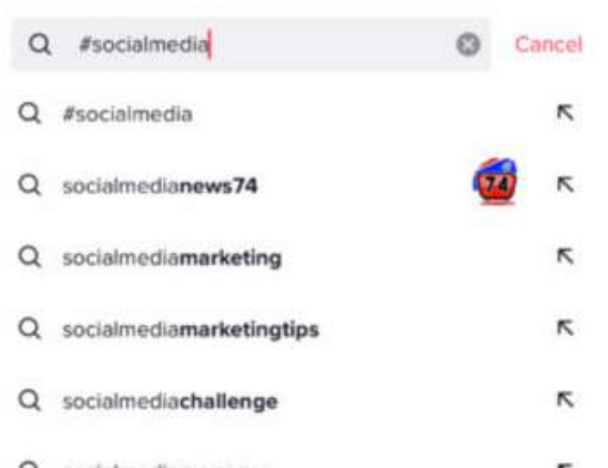 #socialmedia Cancel
#socialmedia
socialmedianews74 74
socialmediamarketing
socialmediamarketingtips
socialmediachallenge